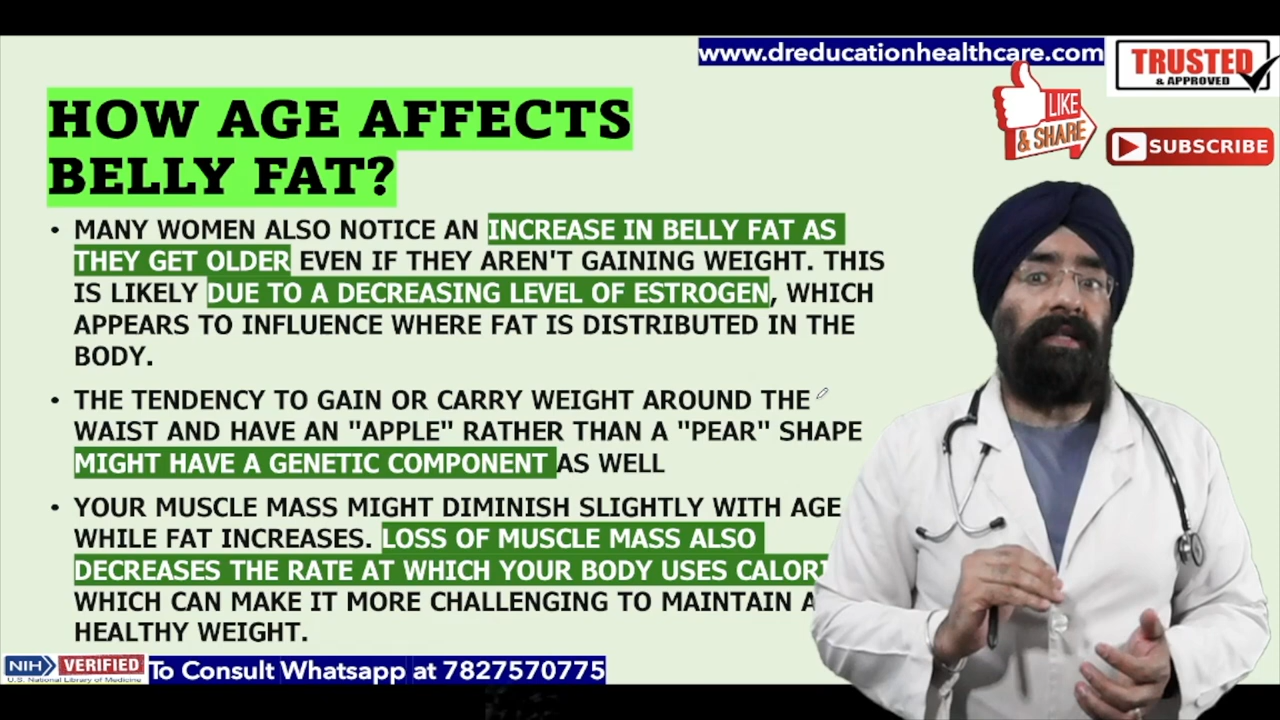 www.dreducationhealthcare.com
TRUSTED
& APPROVED
LIKE
& SHARE
SUBSCRIBE
HOW AGE AFFECTS
BELLY FAT?
• MANY WOMEN ALSO NOTICE AN INCREASE IN BELLY FAT AS
THEY GET OLDER EVEN IF THEY AREN'T GAINING WEIGHT. THIS
IS LIKELY DUE TO A DECREASING LEVEL OF ESTROGEN, WHICH
APPEARS TO INFLUENCE WHERE FAT IS DISTRIBUTED IN THE
BODY.
• THE TENDENCY TO GAIN OR CARRY WEIGHT AROUND THE
WAIST AND HAVE AN "APPLE" RATHER THAN A "PEAR" SHAPE
MIGHT HAVE A GENETIC COMPONENT AS WELL
• YOUR MUSCLE MASS MIGHT DIMINISH SLIGHTLY WITH AGE
WHILE FAT INCREASES. LOSS OF MUSCLE MASS ALSO
DECREASES THE RATE AT WHICH YOUR BODY USES CALORI
WHICH CAN MAKE IT MORE CHALLENGING TO MAINTAIN A
HEALTHY WEIGHT.
NIH VERIFIED
U.S. National Library of Medicine
To Consult Whatsapp at 7827570775